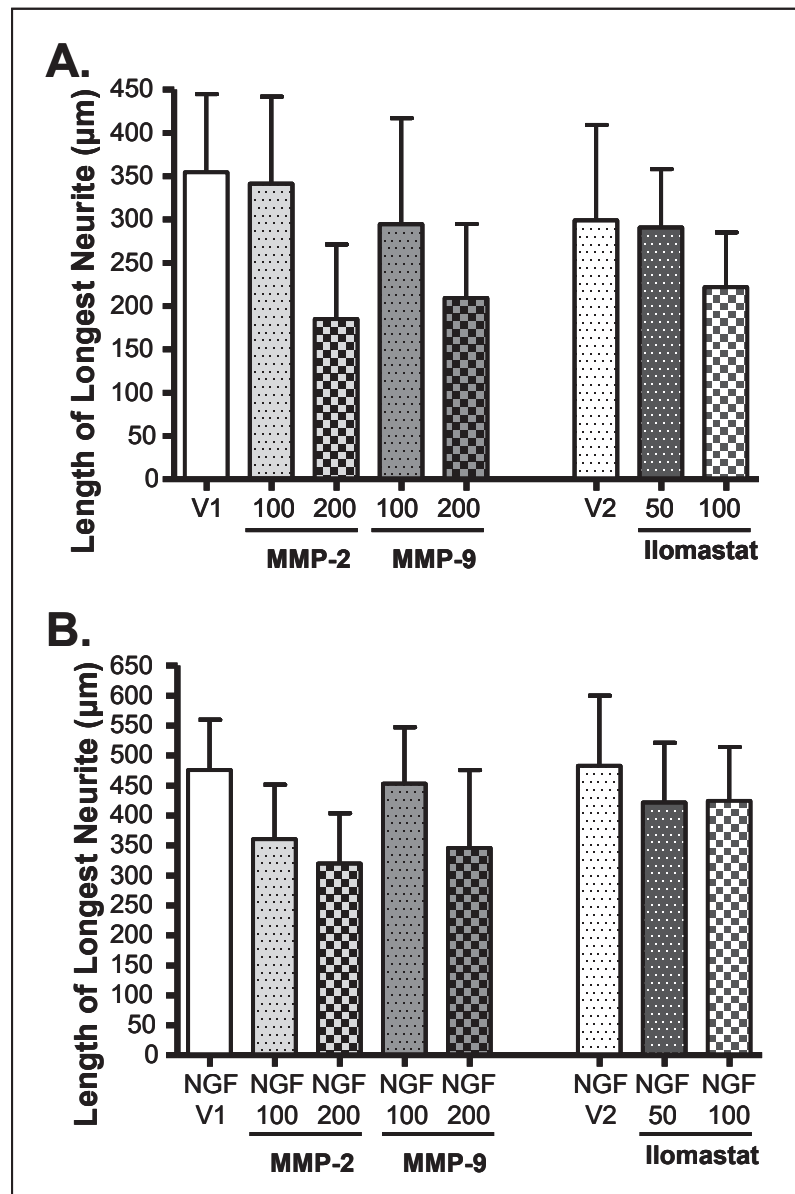 A.
Length of Longest Neurite (µm)
450
400
350
300
250
200
150
100
50
0
V1 100 200 100 200 V2 50 100
MMP-2 MMP-9 Ilomastat
B.
Length of Longest Neurite (µm)
650
600
550
500
450
400
350
300
250
200
150
100
50
0
NGF NGF NGF NGF NGF NGF NGF NGF
V1 100 200 100 200 V2 50 100
MMP-2 MMP-9 Ilomastat